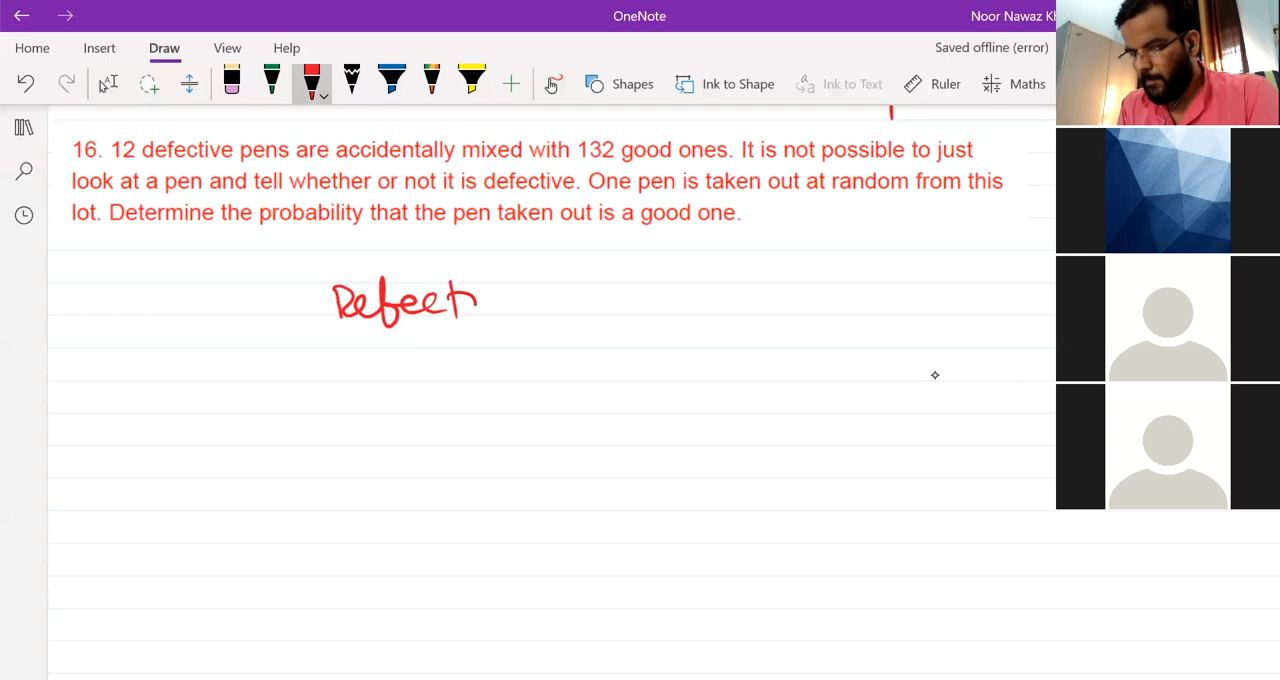 OneNote
Noor Nawaz Kh
Home Insert Draw View Help
Saved offline (error)
Shapes Ink to Shape Ink to Text Ruler Maths
16. 12 defective pens are accidentally mixed with 132 good ones. It is not possible to just
look at a pen and tell whether or not it is defective. One pen is taken out at random from this
lot. Determine the probability that the pen taken out is a good one.
Defect